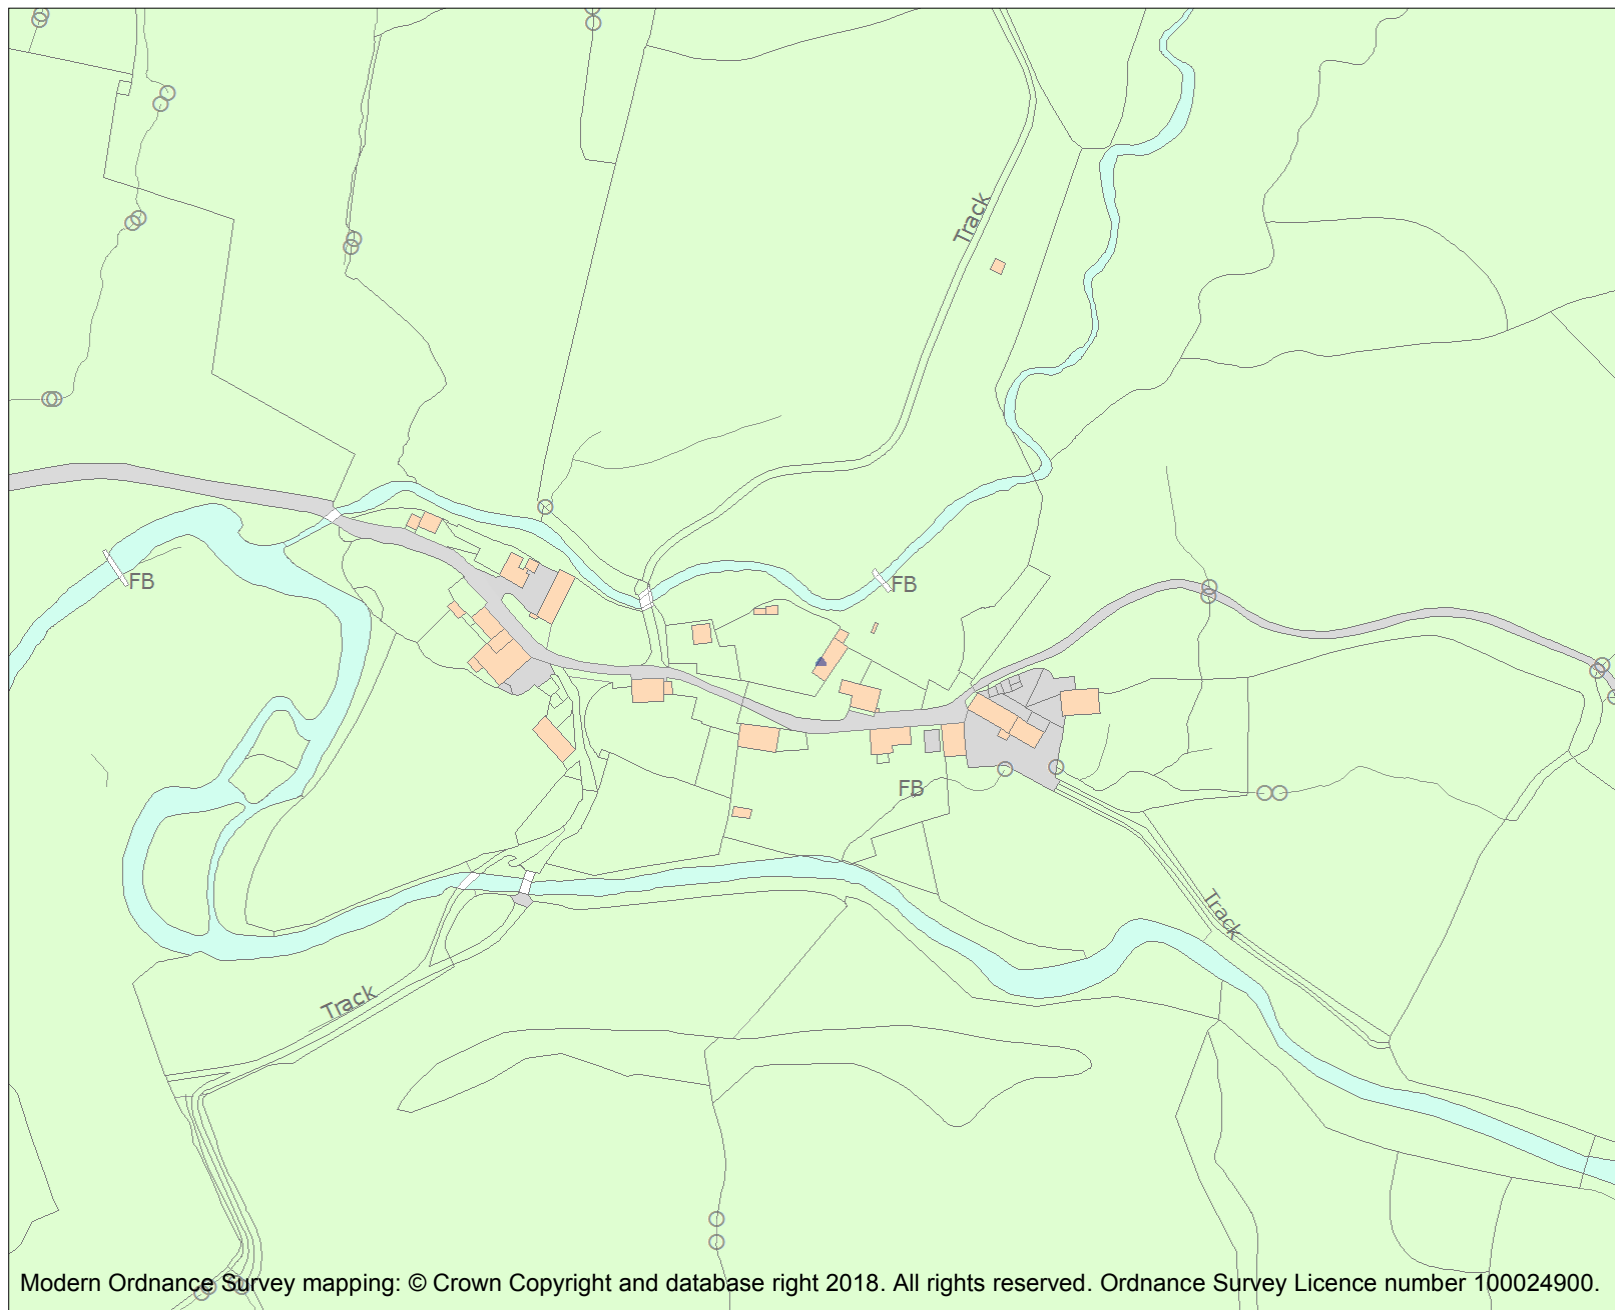 Track
FB
FB
FB
Track
Track
Modern Ordnance Survey mapping: © Crown Copyright and database right 2018. All rights reserved. Ordnance Survey Licence number 100024900.